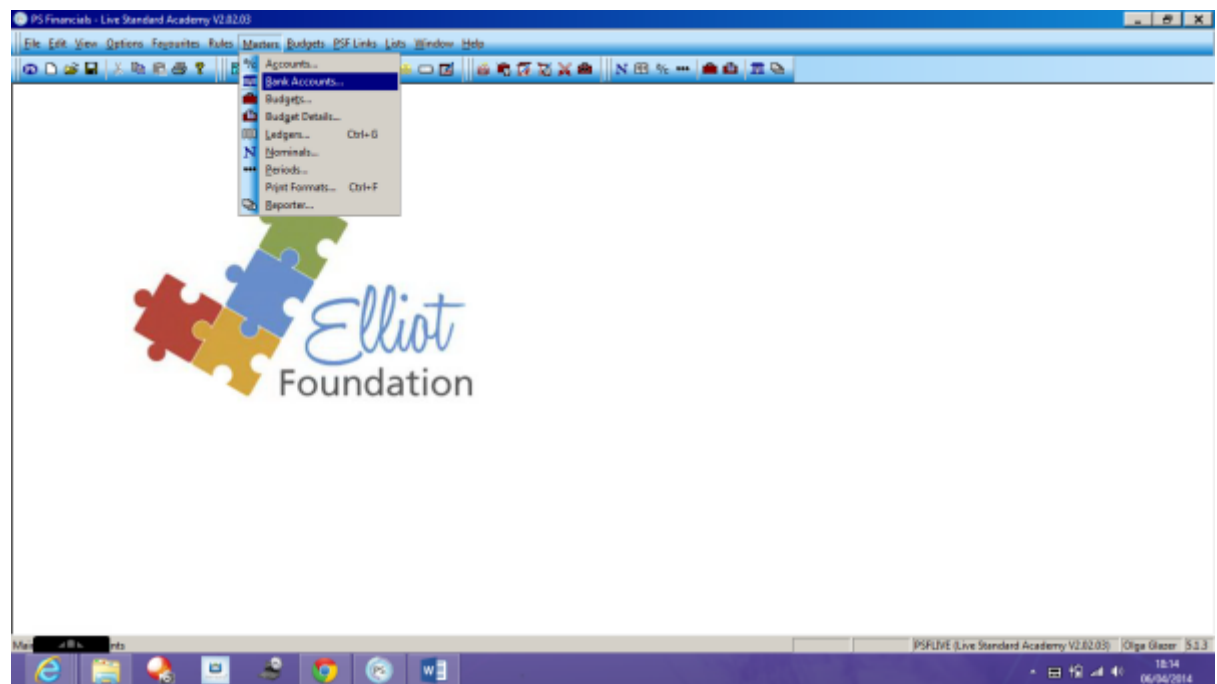 PS Financials - Live Standard Academy V2.02.03
File Edit View Options Favourites Rules Masters Budgets PSF Links Lists Window Help
Accounts...
Bank Accounts...
Budgets...
Budget Details...
Ledgers... Ctrl+G
N Nominals...
Periods...
Print Formats... Ctrl+F
Reporter...
Elliot
Foundation
nts
PSFLIVE (Live Standard Academy V2.02.03) Olga Glazer 5.1.3
18:14
06/04/2014